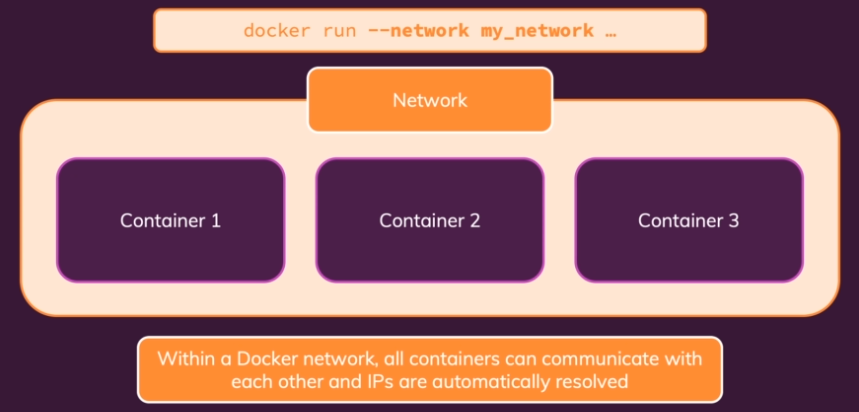 docker run --network my_network …
Network
Container 1
Container 2
Container 3
Within a Docker network, all containers can communicate with
each other and IPs are automatically resolved